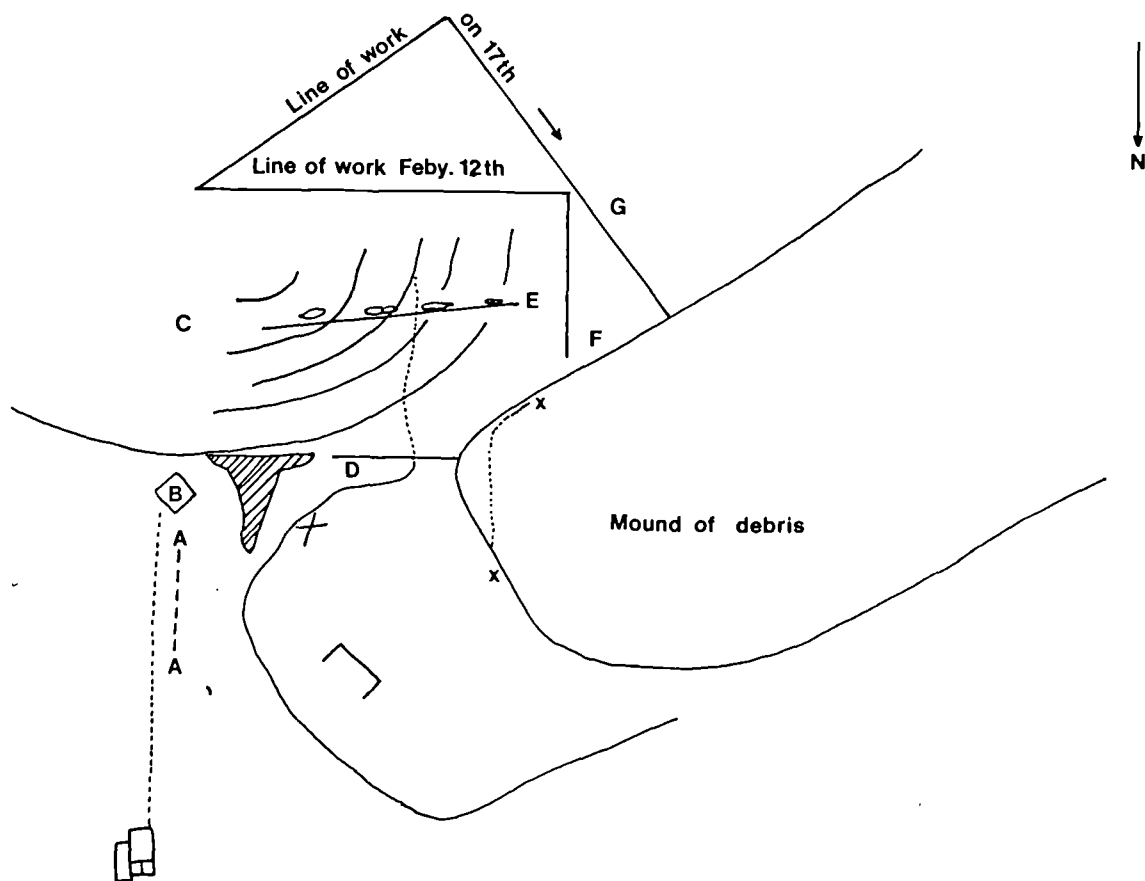 Line of work
on 17th
Line of work Feby. 12th
N
G
C
E
F
x
D
B
A
Mound of debris
x
A